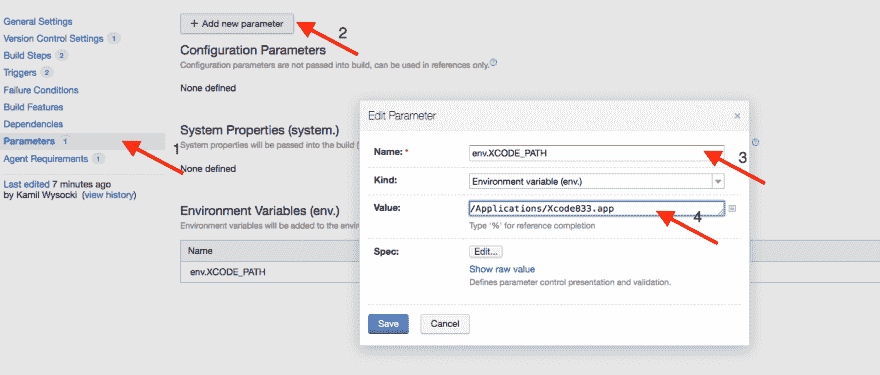 General Settings
Version Control Settings 1
Build Steps 2
Triggers 2
Failure Conditions
Build Features
Dependencies
Parameters 1
Agent Requirements 1
Last edited 7 minutes ago
by Kamil Wysocki (view history)
1
+ Add new parameter
2
Configuration Parameters
Configuration parameters are not passed into build, can be used in references only.
None defined
System Properties (system.)
System properties will be passed into the build (
None defined
Environment Variables (env.)
Environment variables will be added to the
Name
env.XCODE_PATH
Edit Parameter ×
Name: * env.XCODE_PATH
3
Kind: Environment variable (env.)
Value: /Applications/Xcode833.app
4
Type '%' for reference completion
Spec: Edit...
Show raw value
Defines parameter control presentation and validation.
Save Cancel